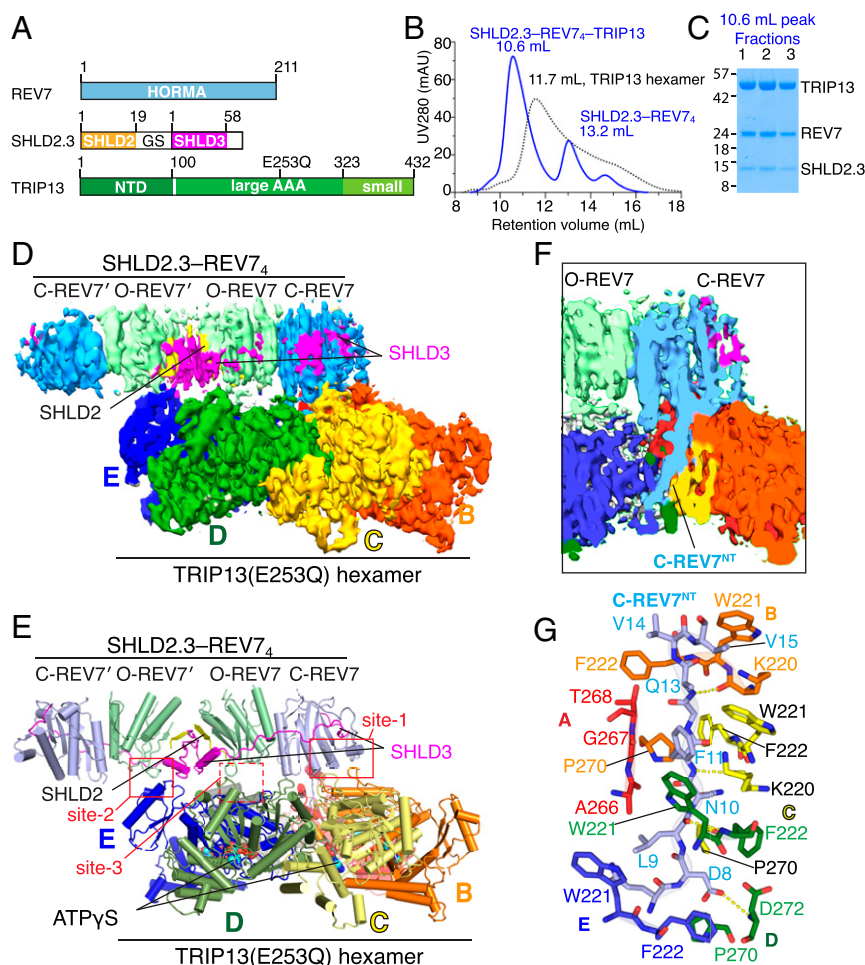 A
1 211
REV7 HORMA
1 19 1 58
SHLD2.3 SHLD2 GS SHLD3
1 100 E253Q 323 432
TRIP13 NTD large AAA small
B
SHLD2.3–REV7₄–TRIP13
10.6 mL
11.7 mL, TRIP13 hexamer
SHLD2.3–REV7₄
13.2 mL
UV280 (mAU)
80
60
40
20
0
8 10 12 14 16 18
Retention volume (mL)
C
10.6 mL peak
Fractions
1 2 3
57
42
24
18
15
8
TRIP13
REV7
SHLD2.3
D
SHLD2.3–REV7₄
C-REV7′ O-REV7′ O-REV7 C-REV7
SHLD3
SHLD2
E
D
C
B
TRIP13(E253Q) hexamer
E
SHLD2.3–REV7₄
C-REV7′ O-REV7′ O-REV7 C-REV7
site-1
SHLD3
SHLD2
site-2
E
site-3
ATPγS
D
C
B
TRIP13(E253Q) hexamer
F
O-REV7 C-REV7
C-REV7ᴺᵀ
G
C-REV7ᴺᵀ
W221
B
V14
V15
F222
K220
Q13
T268
W221
A
G267
F222
P270
F11
K220
A266
N10
C
W221
F222
L9
P270
D8
W221
D272
E
F222
P270
D